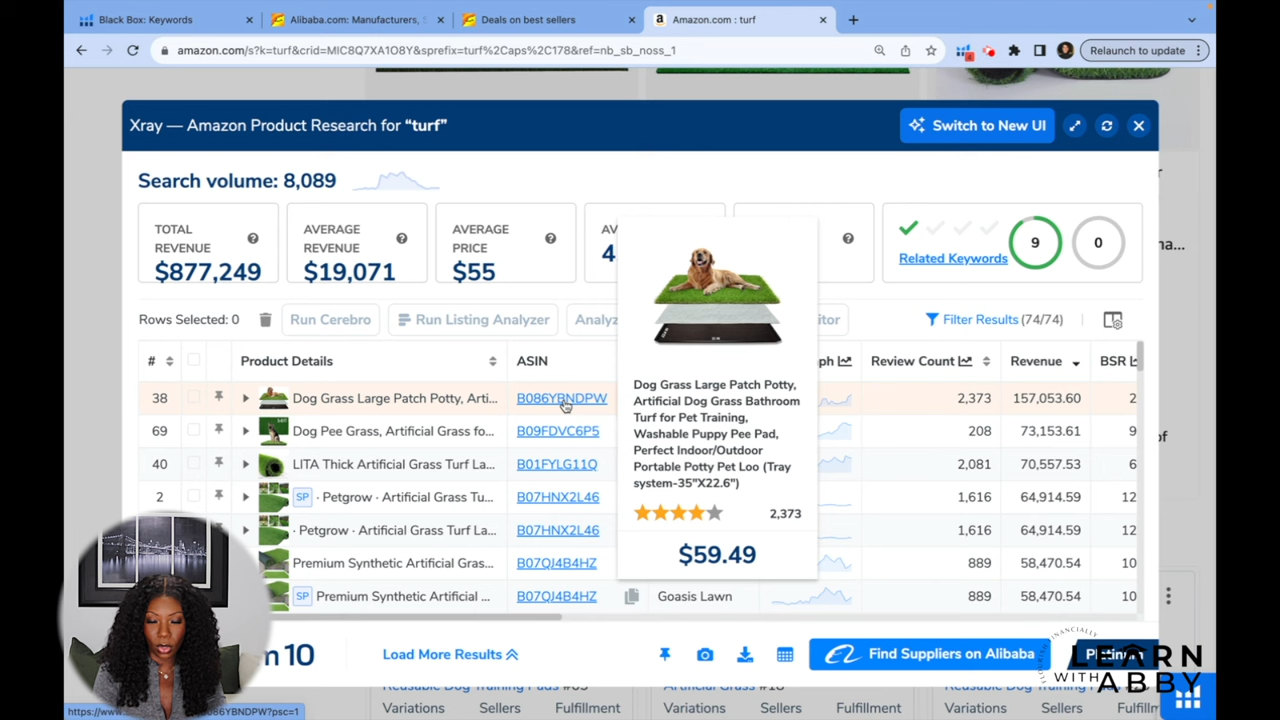 Black Box: Keywords
Alibaba.com: Manufacturers,
Deals on best sellers
Amazon.com : turf
amazon.com/s?k=turf&crid=MIC8Q7XA1O8Y&sprefix=turf%2Caps%2C178&ref=nb_sb_noss_1
Relaunch to update
Xray — Amazon Product Research for “turf”
Switch to New UI
Search volume: 8,089
TOTAL REVENUE
$877,249
AVERAGE REVENUE
$19,071
AVERAGE PRICE
$55
AV
4
9
0
Related Keywords
Rows Selected: 0
Run Cerebro
Run Listing Analyzer
Analyz
itor
Filter Results (74/74)
#
Product Details
ASIN
ph
Review Count
Revenue
BSR
38
Dog Grass Large Patch Potty, Arti...
B086YBNDPW
2,373
157,053.60
2
69
Dog Pee Grass, Artificial Grass fo...
B09FDVC6P5
208
73,153.61
9
40
LITA Thick Artificial Grass Turf La...
B01FYLG11Q
2,081
70,557.53
6
2
SP · Petgrow · Artificial Grass Tu...
B07HNX2L46
1,616
64,914.59
12
· Petgrow · Artificial Grass Turf La...
B07HNX2L46
1,616
64,914.59
12
Premium Synthetic Artificial Gras...
B07QJ4B4HZ
889
58,470.54
10
SP Premium Synthetic Artificial ...
B07QJ4B4HZ
Goasis Lawn
889
58,470.54
10
Dog Grass Large Patch Potty,
Artificial Dog Grass Bathroom
Turf for Pet Training,
Washable Puppy Pee Pad,
Perfect Indoor/Outdoor
Portable Potty Pet Loo (Tray
system-35"X22.6")
2,373
$59.49
10
Load More Results
Find Suppliers on Alibaba
FINANCIALLY
LEARN
WITH ABBY
Reusable Dog Training Pads #69
Artificial Grass #18
Reusable Dog Training Pads
Variations Sellers Fulfillment
Variations Sellers Fulfillment
Variations Sellers Fulfillm
086YBNDPW?psc=1